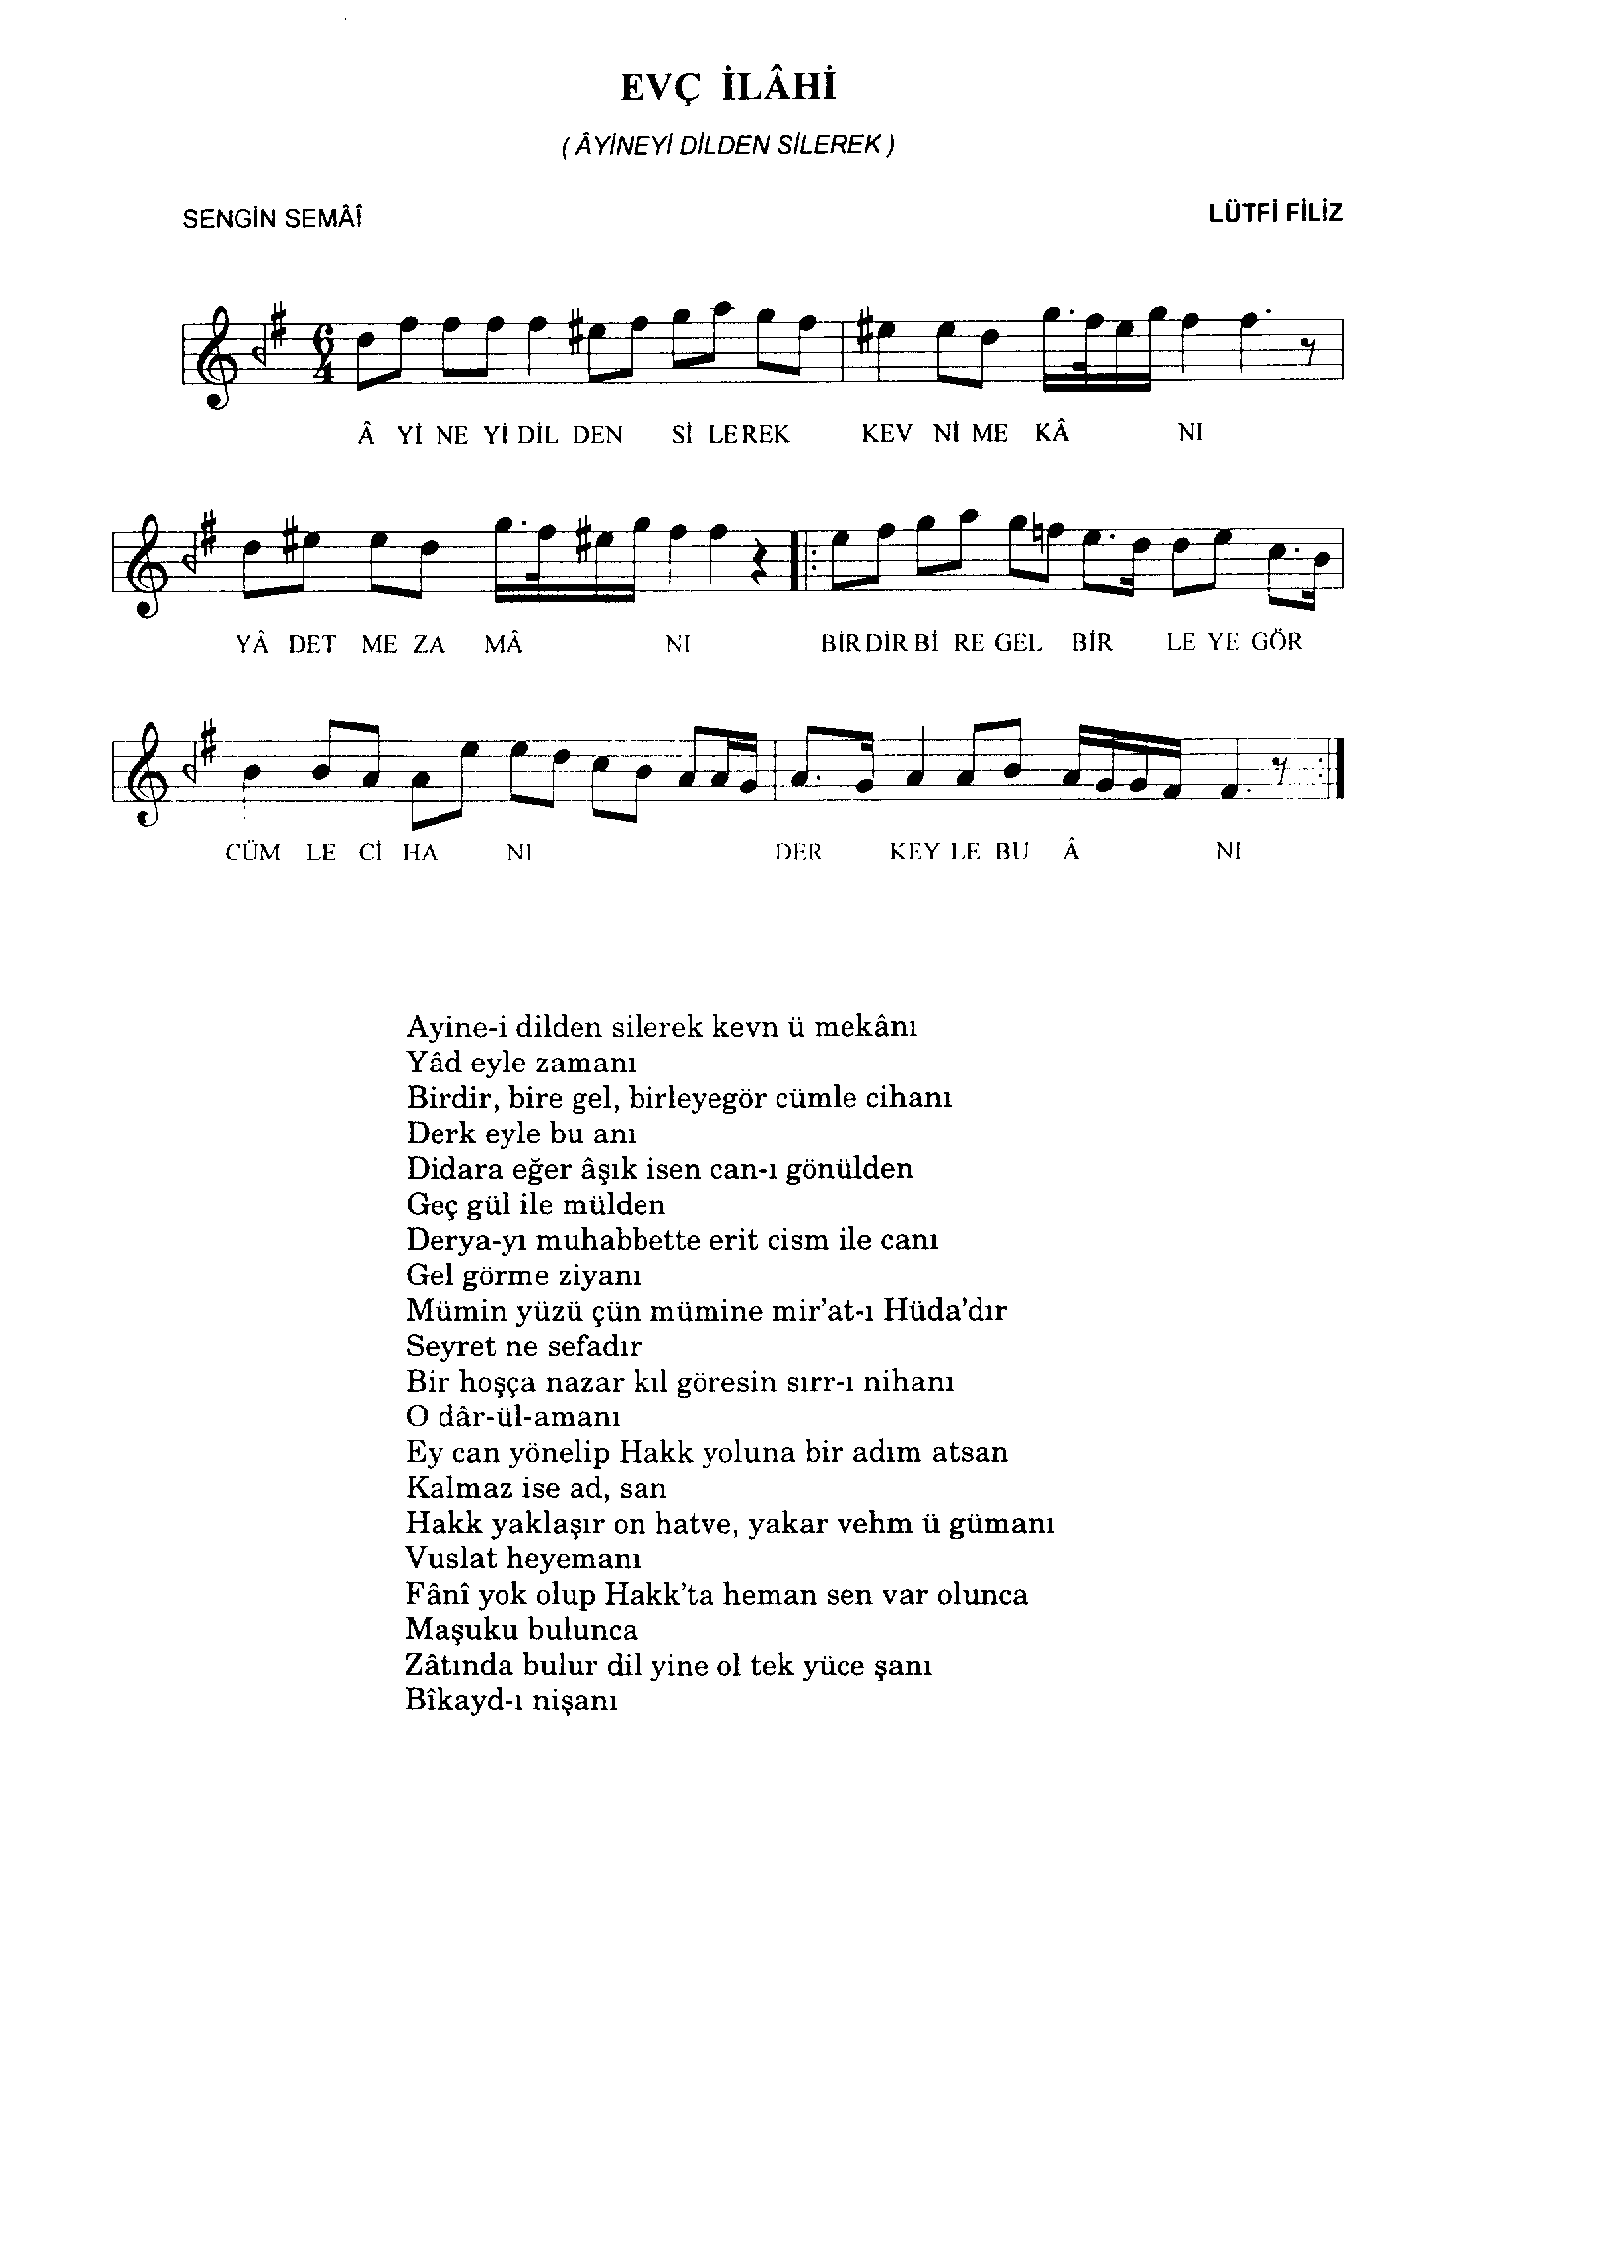 EVÇ İLÂHİ
( ÂYİNEYİ DİLDEN SİLEREK )
SENGİN SEMÂÎ
LÜTFİ FİLİZ
6
4
Â Yİ NE Yİ DİL DEN Sİ LE REK KEV Nİ ME KÂ NI
YÂ DET ME ZA MÂ NI BİR DİR Bİ RE GEL BİR LE YE GÖR
CÜM LE Cİ HA NI DER KEY LE BU Â NI
Ayine-i dilden silerek kevn ü mekânı
Yâd eyle zamanı
Birdir, bire gel, birleyegör cümle cihanı
Derk eyle bu anı
Didara eğer âşık isen can-ı gönülden
Geç gül ile mülden
Derya-yı muhabbette erit cism ile canı
Gel görme ziyanı
Mümin yüzü çün mümine mir'at-ı Hüda'dır
Seyret ne sefadır
Bir hoşça nazar kıl göresin sırr-ı nihanı
O dâr-ül-amanı
Ey can yönelip Hakk yoluna bir adım atsan
Kalmaz ise ad, san
Hakk yaklaşır on hatve, yakar vehm ü gümanı
Vuslat heyemanı
Fânî yok olup Hakk'ta heman sen var olunca
Maşuku bulunca
Zâtında bulur dil yine ol tek yüce şanı
Bîkayd-ı nişanı